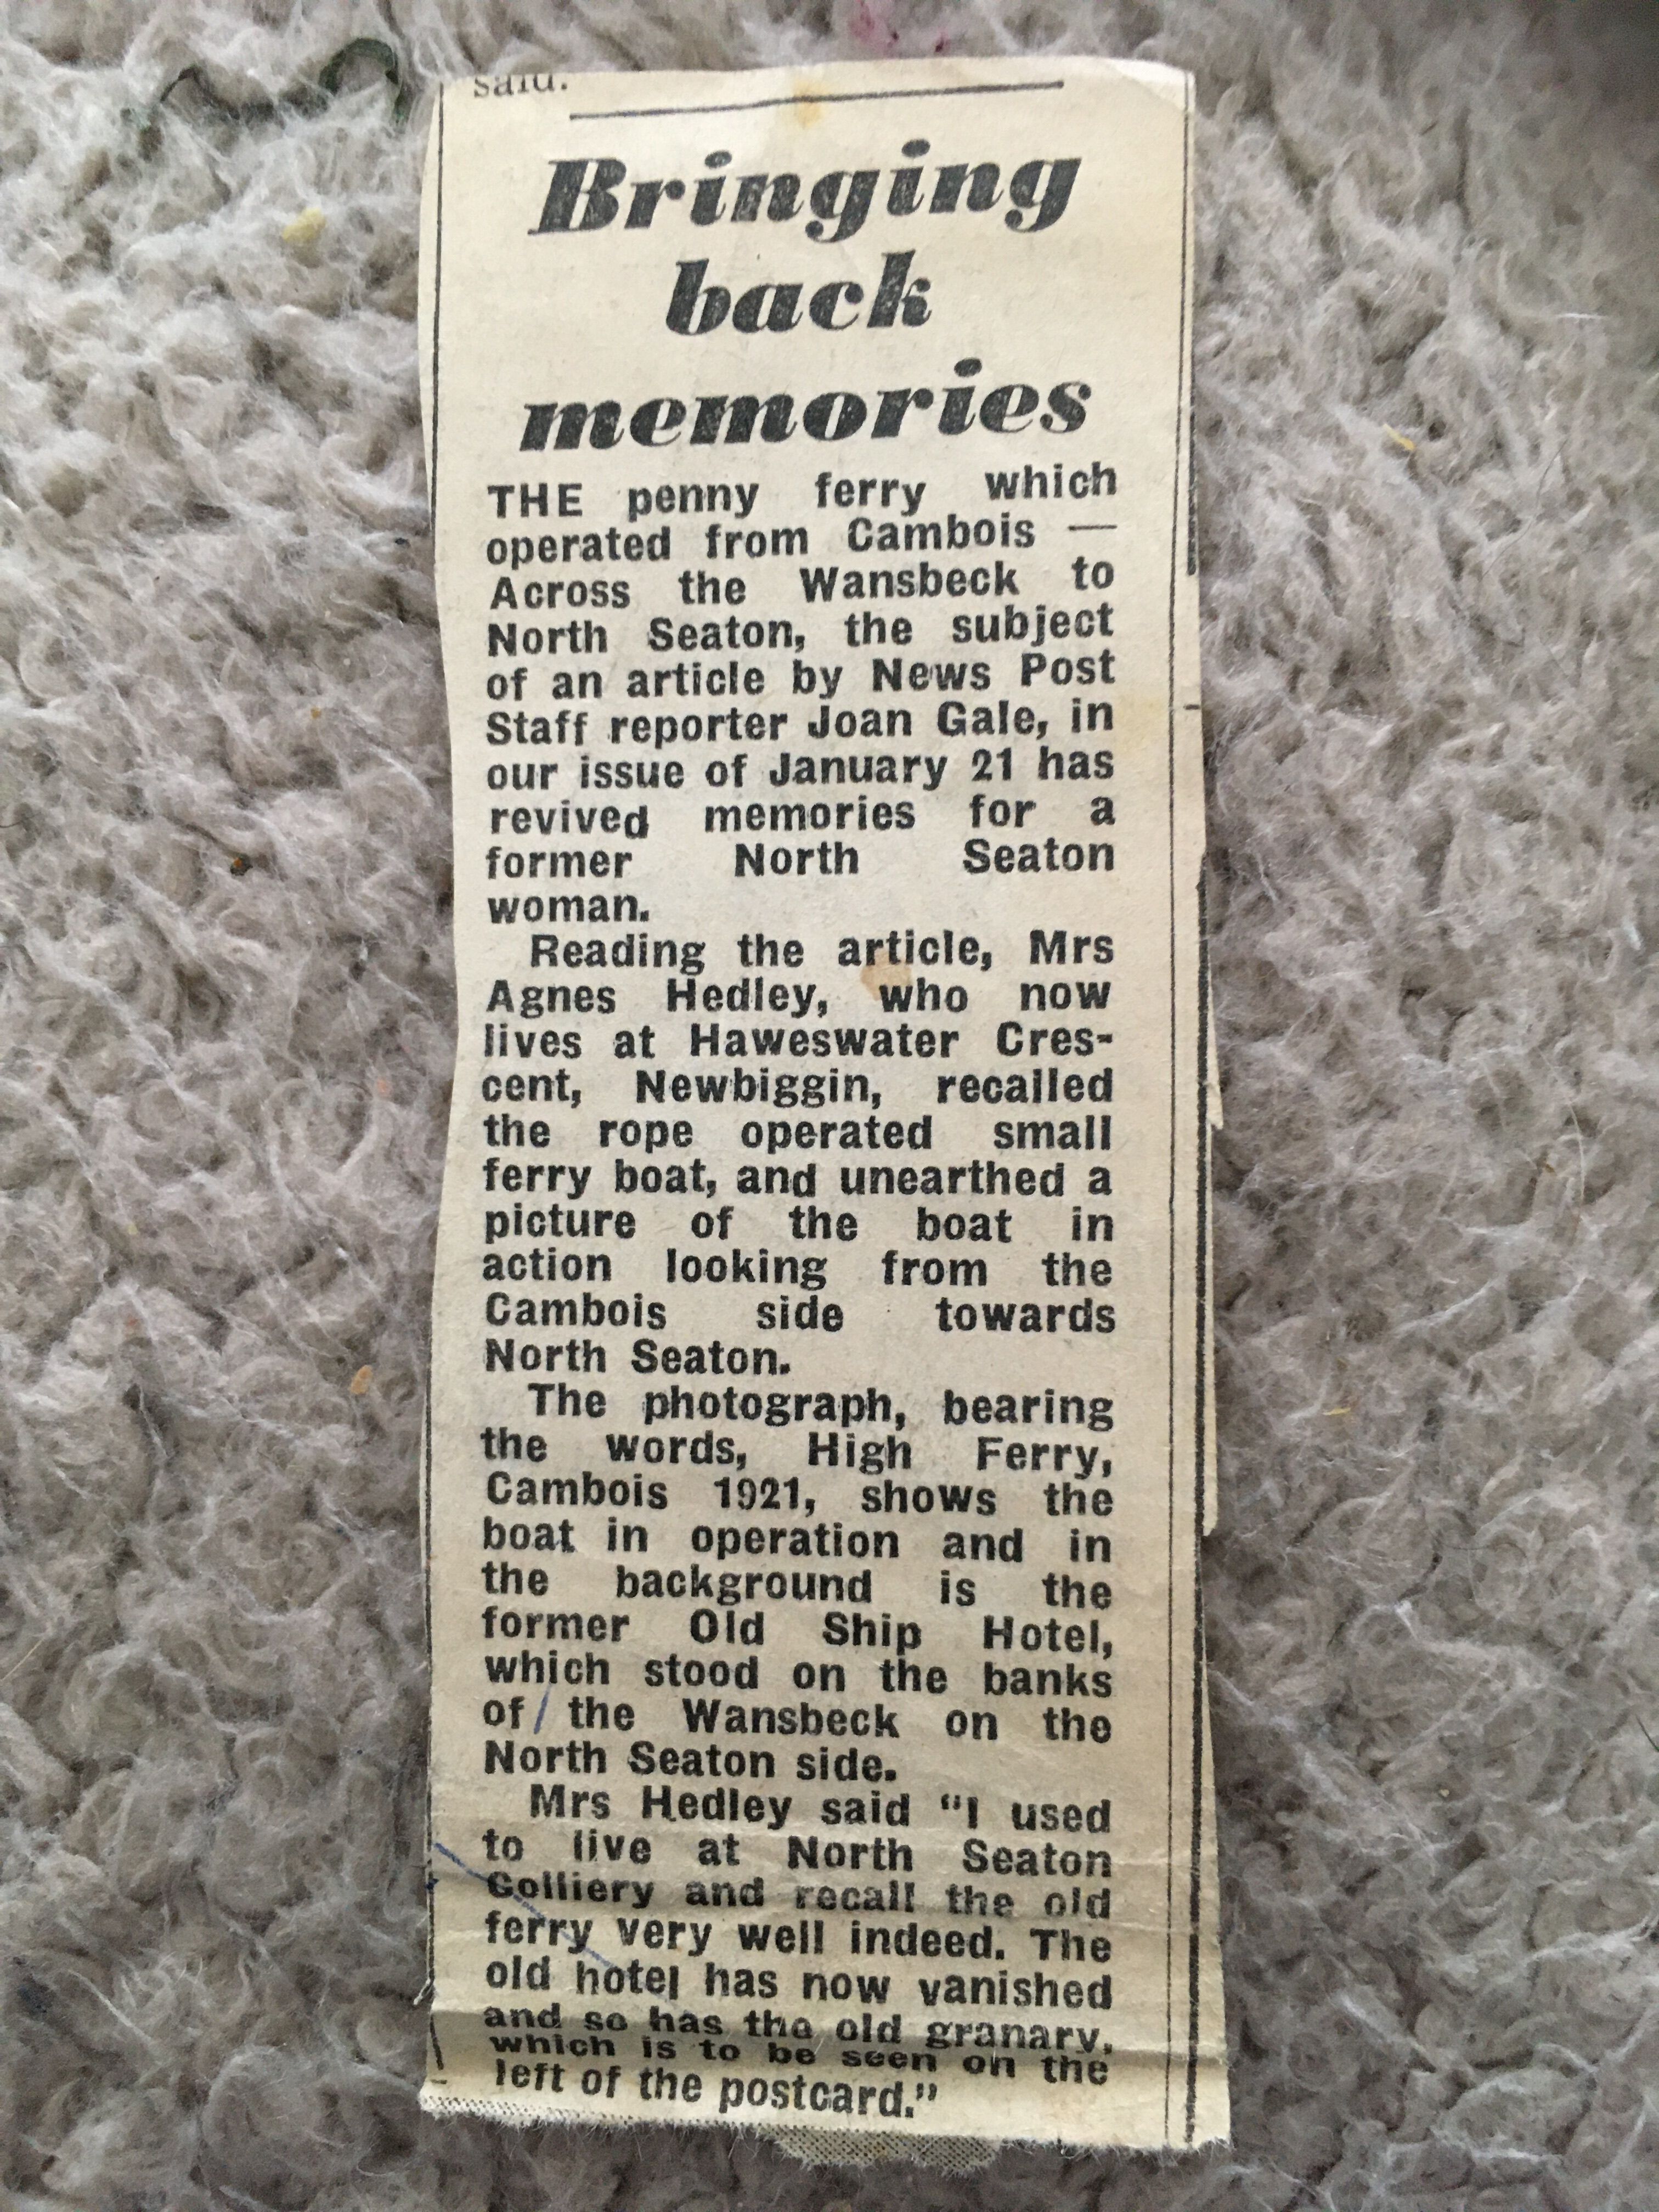 said.
Bringing
back
memories
THE penny ferry which
operated from Cambois —
Across the Wansbeck to
North Seaton, the subject
of an article by News Post
Staff reporter Joan Gale, in
our issue of January 21 has
revived memories for a
former North Seaton
woman.
Reading the article, Mrs
Agnes Hedley, who now
lives at Haweswater Cres-
cent, Newbiggin, recalled
the rope operated small
ferry boat, and unearthed a
picture of the boat in
action looking from the
Cambois side towards
North Seaton.
The photograph, bearing
the words, High Ferry,
Cambois 1921, shows the
boat in operation and in
the background is the
former Old Ship Hotel,
which stood on the banks
of the Wansbeck on the
North Seaton side.
Mrs Hedley said “I used
to live at North Seaton
Colliery and recall the old
ferry very well indeed. The
old hotel has now vanished
and so has the old granary,
which is to be seen on the
left of the postcard.”